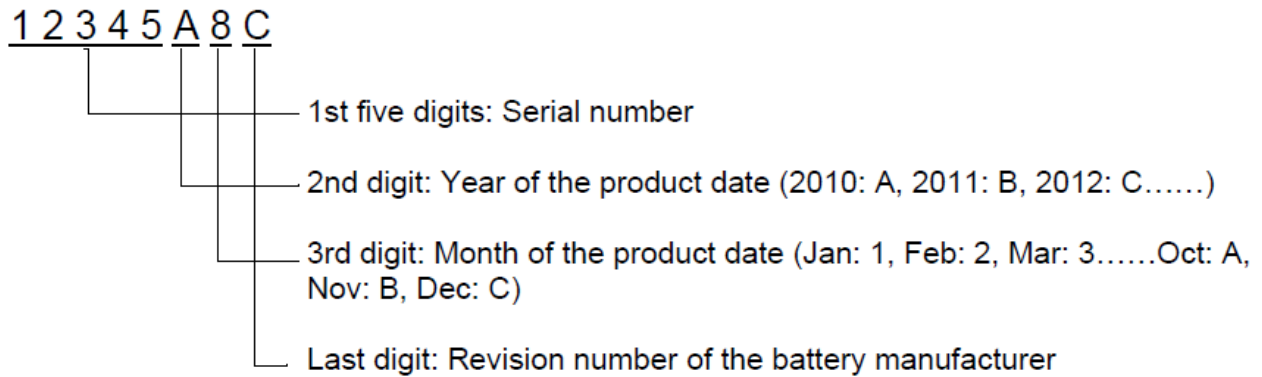 1 2 3 4 5 A 8 C
1st five digits: Serial number
2nd digit: Year of the product date (2010: A, 2011: B, 2012: C……)
3rd digit: Month of the product date (Jan: 1, Feb: 2, Mar: 3……Oct: A,
Nov: B, Dec: C)
Last digit: Revision number of the battery manufacturer